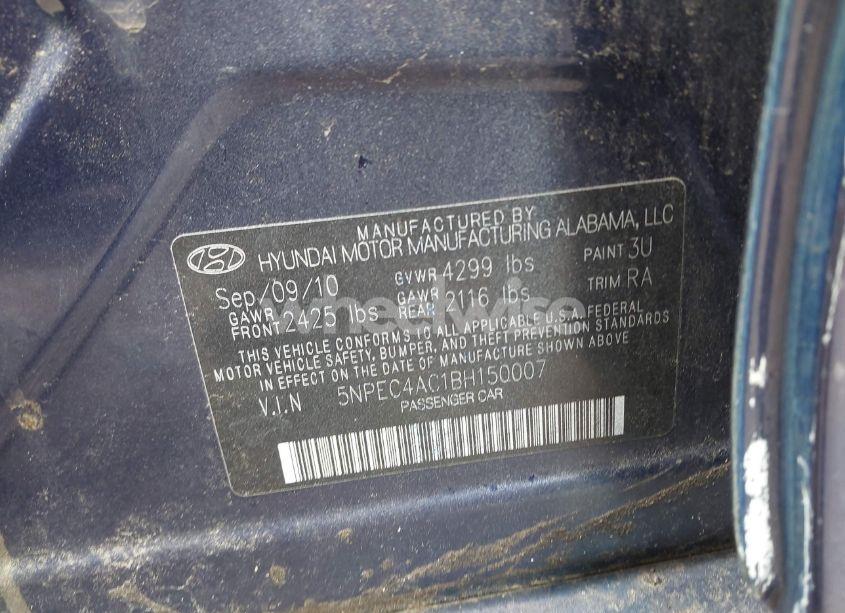 MANUFACTURED BY
HYUNDAI MOTOR MANUFACTURING ALABAMA, LLC
Sep/09/10 GVWR 4299 lbs PAINT 3U
GAWR FRONT 2425 lbs GAWR REAR 2116 lbs TRIM RA
THIS VEHICLE CONFORMS TO ALL APPLICABLE U.S.A. FEDERAL
MOTOR VEHICLE SAFETY, BUMPER, AND THEFT PREVENTION STANDARDS
IN EFFECT ON THE DATE OF MANUFACTURE SHOWN ABOVE
V.I.N 5NPEC4AC1BH150007
PASSENGER CAR